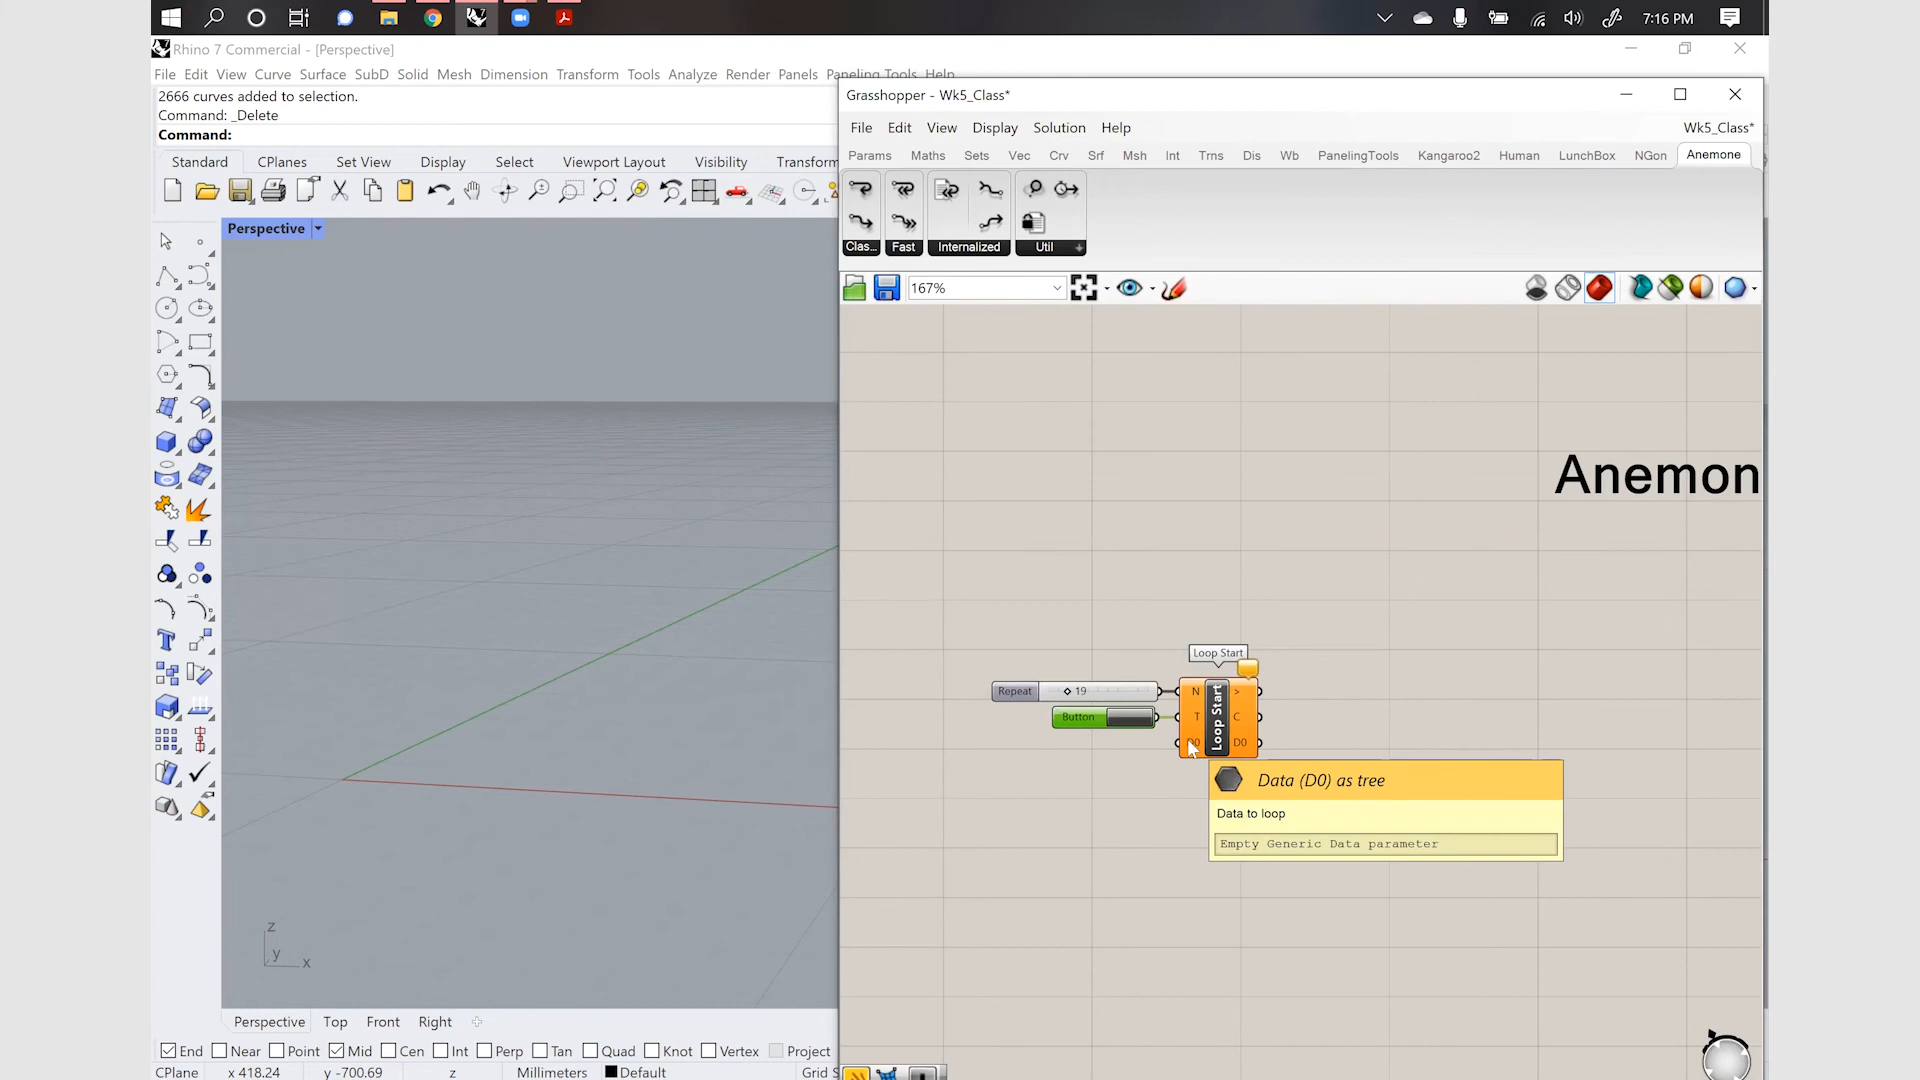 7:16 PM
Rhino 7 Commercial - [Perspective]
File Edit View Curve Surface SubD Solid Mesh Dimension Transform Tools Analyze Render Panels Paneling Tools Help
2666 curves added to selection.
Command: _Delete
Command:
Standard CPlanes Set View Display Select Viewport Layout Visibility Transform
Perspective
Grasshopper - Wk5_Class*
File Edit View Display Solution Help Wk5_Class*
Params Maths Sets Vec Crv Srf Msh Int Trns Dis Wb PanelingTools Kangaroo2 Human LunchBox NGon Anemone
Clas... Fast Internalized Util
167%
Anemon
Loop Start
Repeat 19
Button
N >
T C
D0 D0
Loop Start
Data (D0) as tree
Data to loop
Empty Generic Data parameter
z
y x
Perspective Top Front Right
End Near Point Mid Cen Int Perp Tan Quad Knot Vertex Project
CPlane x 418.24 y -700.69 z Millimeters Default Grid S